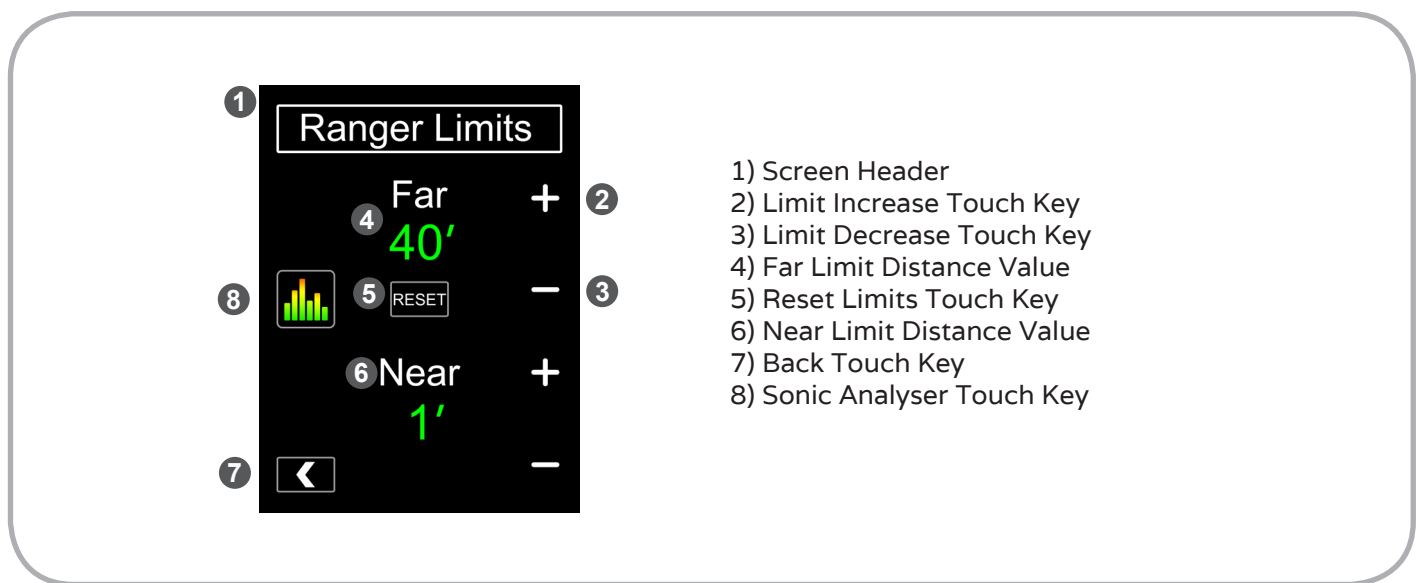 1
Ranger Limits
Far
+
2
4
40′
8
5
RESET
−
3
6
Near
+
1′
7
−
1) Screen Header
2) Limit Increase Touch Key
3) Limit Decrease Touch Key
4) Far Limit Distance Value
5) Reset Limits Touch Key
6) Near Limit Distance Value
7) Back Touch Key
8) Sonic Analyser Touch Key